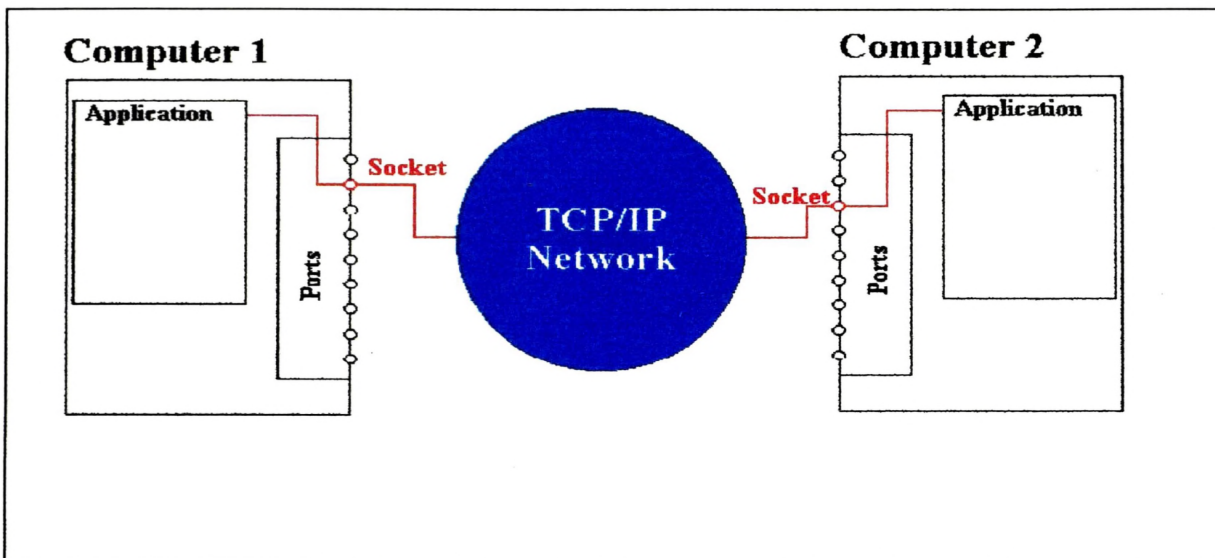 Computer 1
Computer 2
Application
Application
Socket
Socket
TCP/IP
Network
Ports
Ports